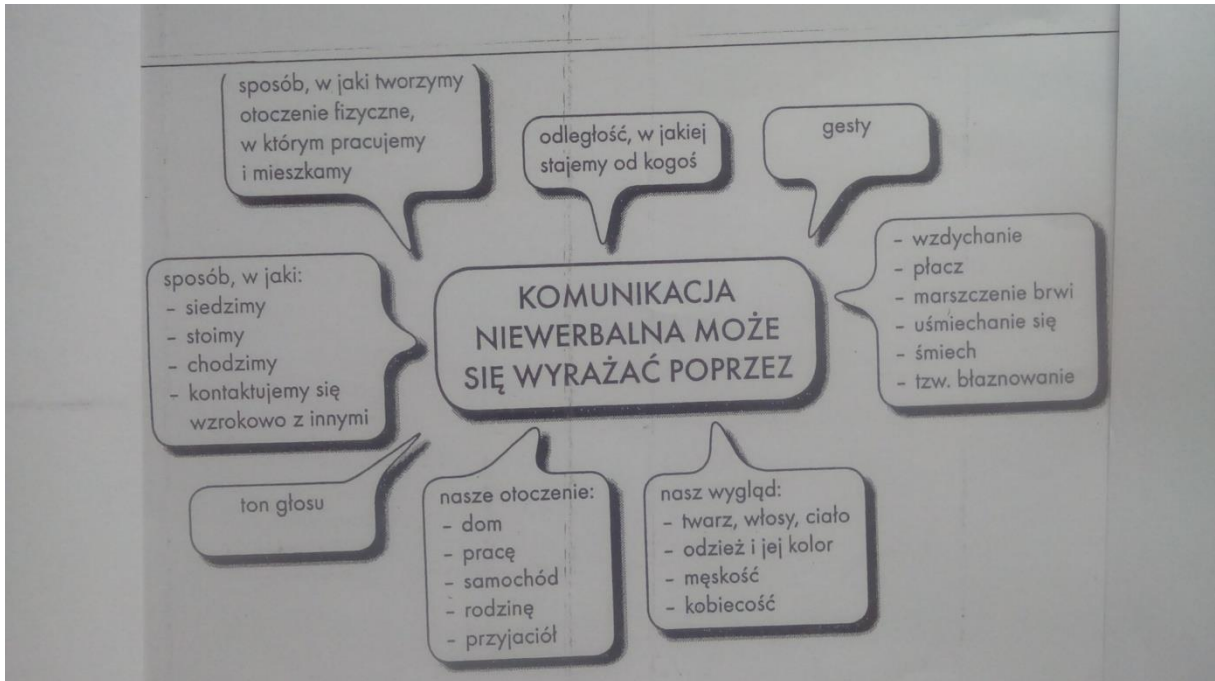 sposób, w jaki tworzymy
otoczenie fizyczne,
w którym pracujemy
i mieszkamy
odległość, w jakiej
stajemy od kogoś
gesty
sposób, w jaki:
- siedzimy
- stoimy
- chodzimy
- kontaktujemy się
wzrokowo z innymi
KOMUNIKACJA
NIEWERBALNA MOŻE
SIĘ WYRAŻAĆ POPRZEZ
- wzdychanie
- płacz
- marszczenie brwi
- uśmiechanie się
- śmiech
- tzw. błaznowanie
ton głosu
nasze otoczenie:
- dom
- pracę
- samochód
- rodzinę
- przyjaciół
nasz wygląd:
- twarz, włosy, ciało
- odzież i jej kolor
- męskość
- kobiecość